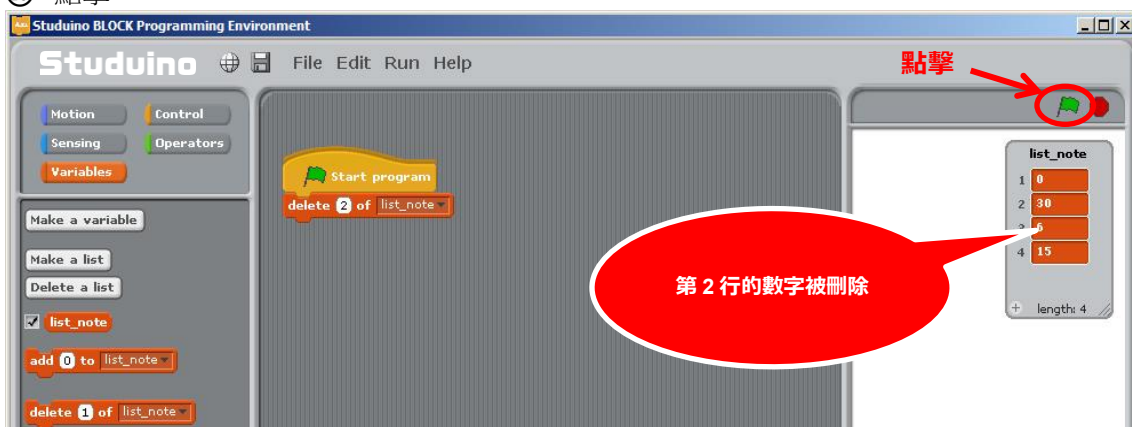 點擊
Studuino BLOCK Programming Environment
Studuino File Edit Run Help
點擊
Motion Control
Sensing Operators
Variables
Make a variable
Make a list
Delete a list
list_note
add 0 to list_note
delete 1 of list_note
Start program
delete 2 of list_note
第 2 行的數字被刪除
list_note
1 0
2 30
3 6
4 15
+ length: 4